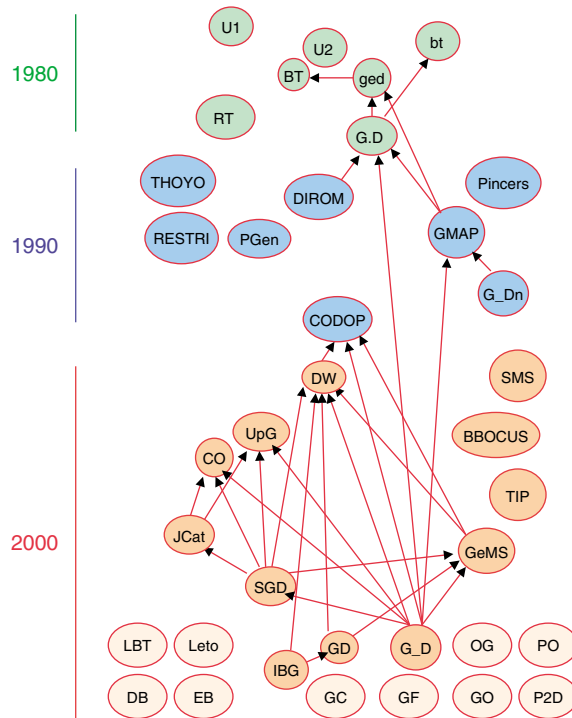 U1
bt
U2
1980
BT
ged
RT
G.D
THOYO
Pincers
DIROM
RESTRI
PGen
GMAP
1990
G_Dn
CODOP
DW
SMS
UpG
BBOCUS
CO
TIP
2000
JCat
GeMS
SGD
LBT
Leto
GD
G_D
OG
PO
IBG
DB
EB
GC
GF
GO
P2D